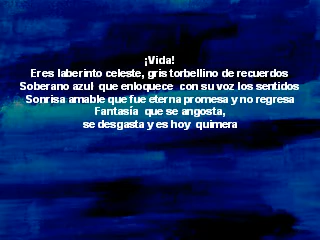 ¡Vida!
Eres laberinto celeste, gris torbellino de recuerdos
Soberano azul que enloquece con su voz los sentidos
Sonrisa amable que fue eterna promesa y no regresa
Fantasía que se angosta,
se desgasta y es hoy quimera